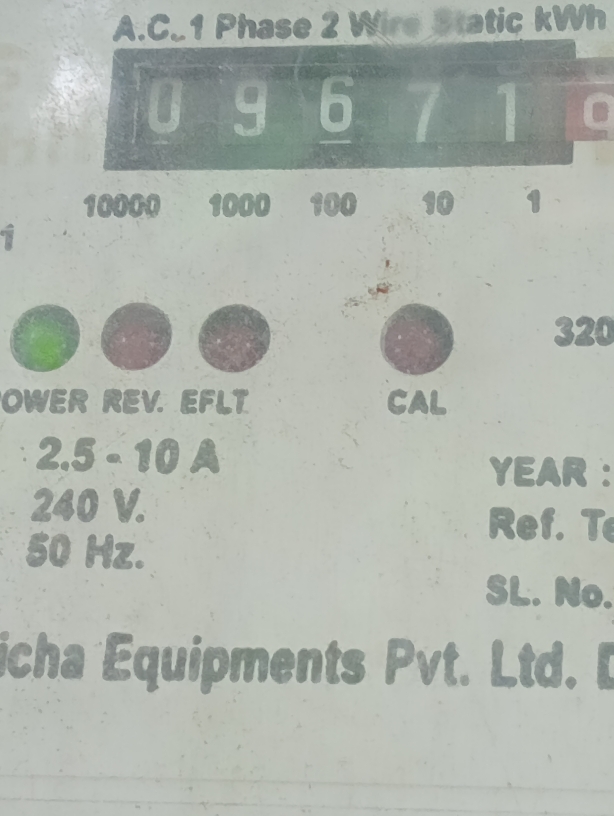 A.C. 1 Phase 2 Wire Static kWh
0 9 6 7 1
10000 1000 100 10 1
1
320
OWER REV. EFLT CAL
2.5 - 10 A
240 V.
50 Hz.
YEAR :
Ref. Te
SL. No.
icha Equipments Pvt. Ltd. D